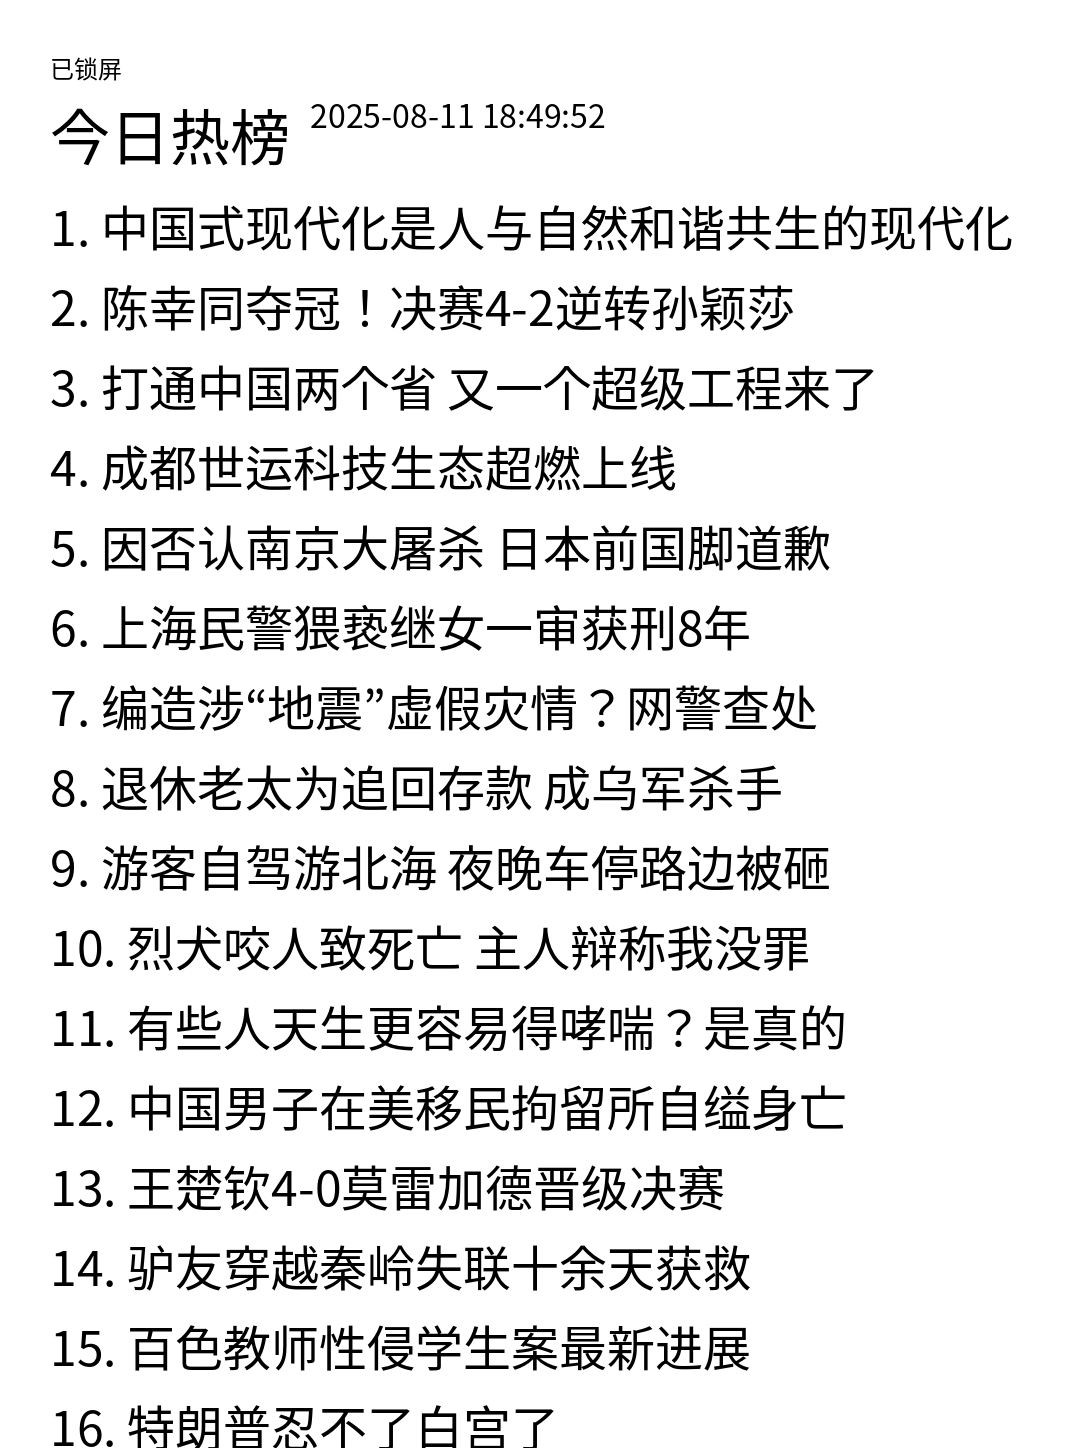 已锁屏
今日热榜 2025-08-11 18:49:52
1. 中国式现代化是人与自然和谐共生的现代化
2. 陈幸同夺冠！决赛4-2逆转孙颖莎
3. 打通中国两个省 又一个超级工程来了
4. 成都世运科技生态超燃上线
5. 因否认南京大屠杀 日本前国脚道歉
6. 上海民警猥亵继女一审获刑8年
7. 编造涉“地震”虚假灾情？网警查处
8. 退休老太为追回存款 成乌军杀手
9. 游客自驾游北海 夜晚车停路边被砸
10. 烈犬咬人致死亡 主人辩称我没罪
11. 有些人天生更容易得哮喘？是真的
12. 中国男子在美移民拘留所自缢身亡
13. 王楚钦4-0莫雷加德晋级决赛
14. 驴友穿越秦岭失联十余天获救
15. 百色教师性侵学生案最新进展
16. 特朗普忍不了白宫了